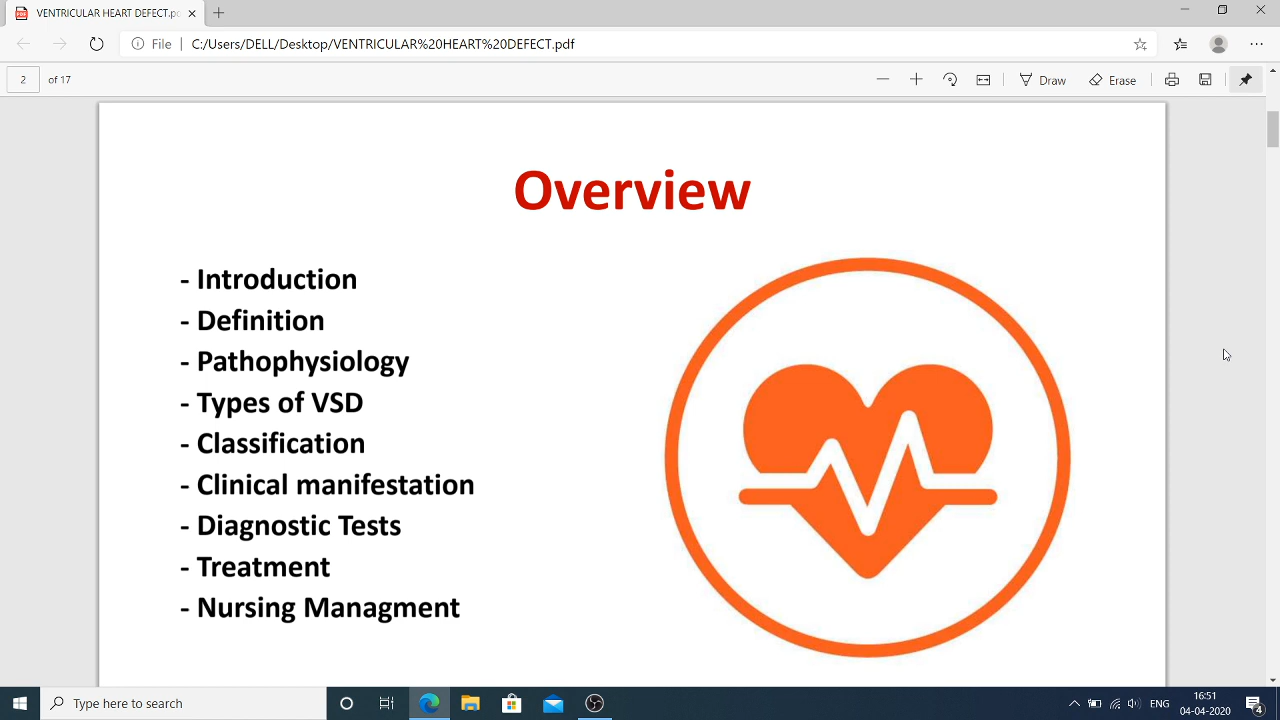 VENTRICULAR HEART DEFECT.pd
File | C:/Users/DELL/Desktop/VENTRICULAR%20HEART%20DEFECT.pdf
2 of 17
Draw
Erase
Overview
- Introduction
- Definition
- Pathophysiology
- Types of VSD
- Classification
- Clinical manifestation
- Diagnostic Tests
- Treatment
- Nursing Managment
Type here to search
ENG
16:51
04-04-2020
4